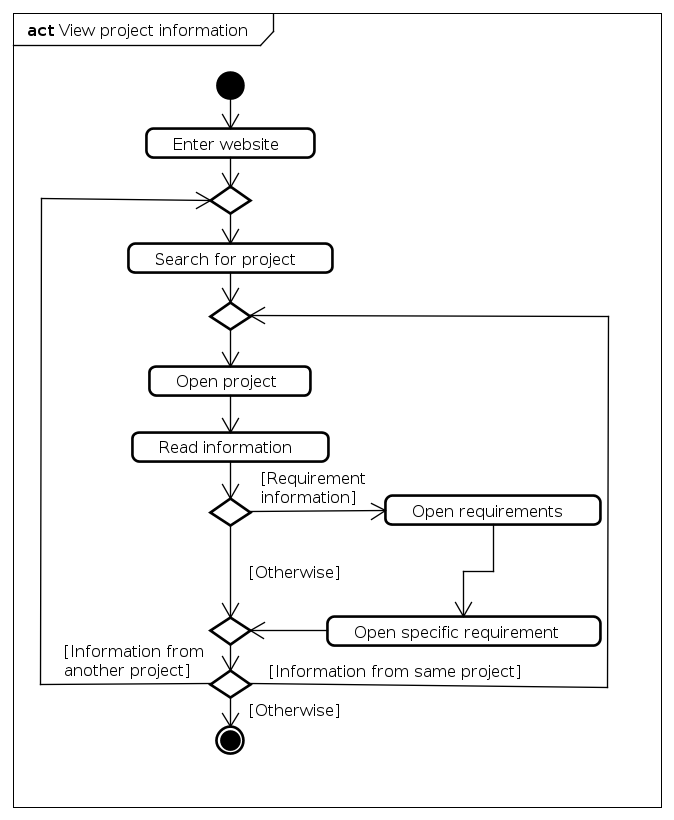 act View project information
Enter website
Search for project
Open project
Read information
[Requirement
information]
Open requirements
[Otherwise]
Open specific requirement
[Information from
another project]
[Information from same project]
[Otherwise]